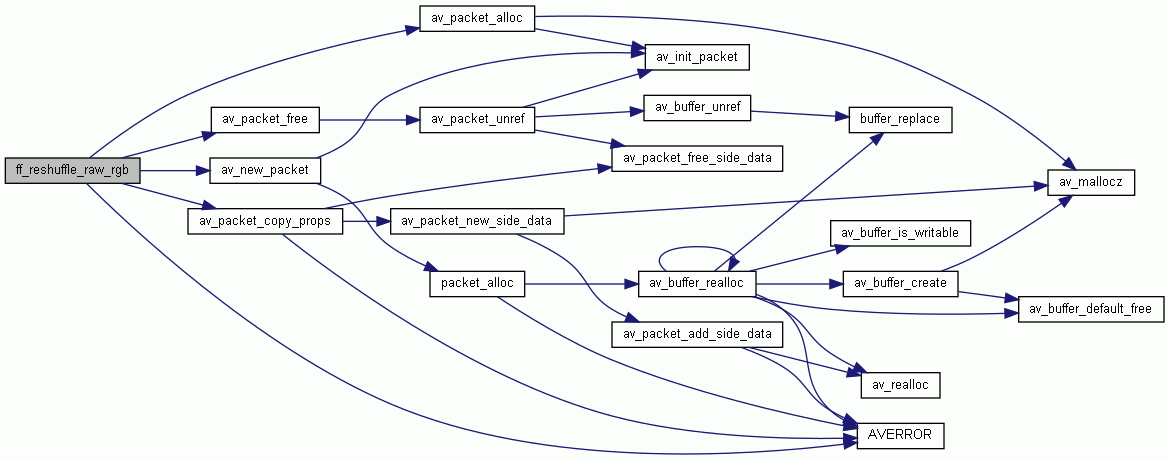 av_packet_alloc
av_init_packet
av_buffer_unref
av_packet_free
av_packet_unref
buffer_replace
av_packet_free_side_data
ff_reshuffle_raw_rgb
av_new_packet
av_mallocz
av_packet_copy_props
av_packet_new_side_data
av_buffer_is_writable
packet_alloc
av_buffer_realloc
av_buffer_create
av_buffer_default_free
av_packet_add_side_data
av_realloc
AVERROR